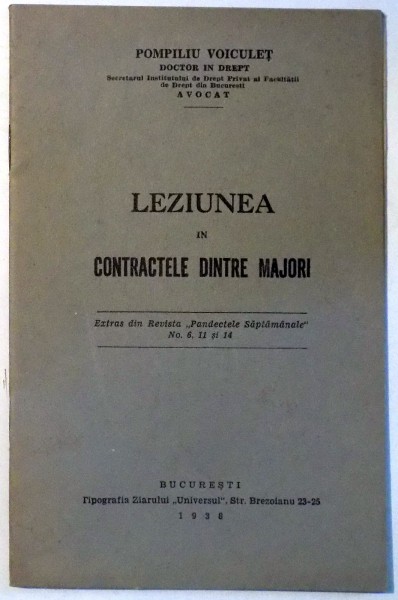 POMPILIU VOICULEȚ
DOCTOR IN DREPT
Secretarul Institutului de Drept Privat al Facultății
de Drept din București
AVOCAT
LEZIUNEA
IN
CONTRACTELE DINTRE MAJORI
Extras din Revista „Pandectele Săptămânale"
No. 6, 11 și 14
BUCUREȘTI
Tipografia Ziarului „Universul", Str. Brezoianu 23-25
1938